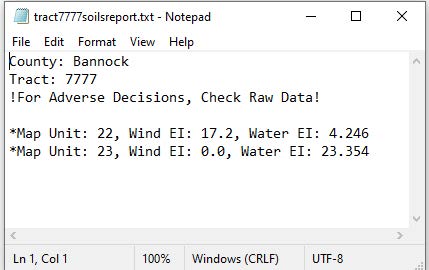 tract7777soilsreport.txt - Notepad
File Edit Format View Help
County: Bannock
Tract: 7777
!For Adverse Decisions, Check Raw Data!
*Map Unit: 22, Wind EI: 17.2, Water EI: 4.246
*Map Unit: 23, Wind EI: 0.0, Water EI: 23.354
Ln 1, Col 1 100% Windows (CRLF) UTF-8